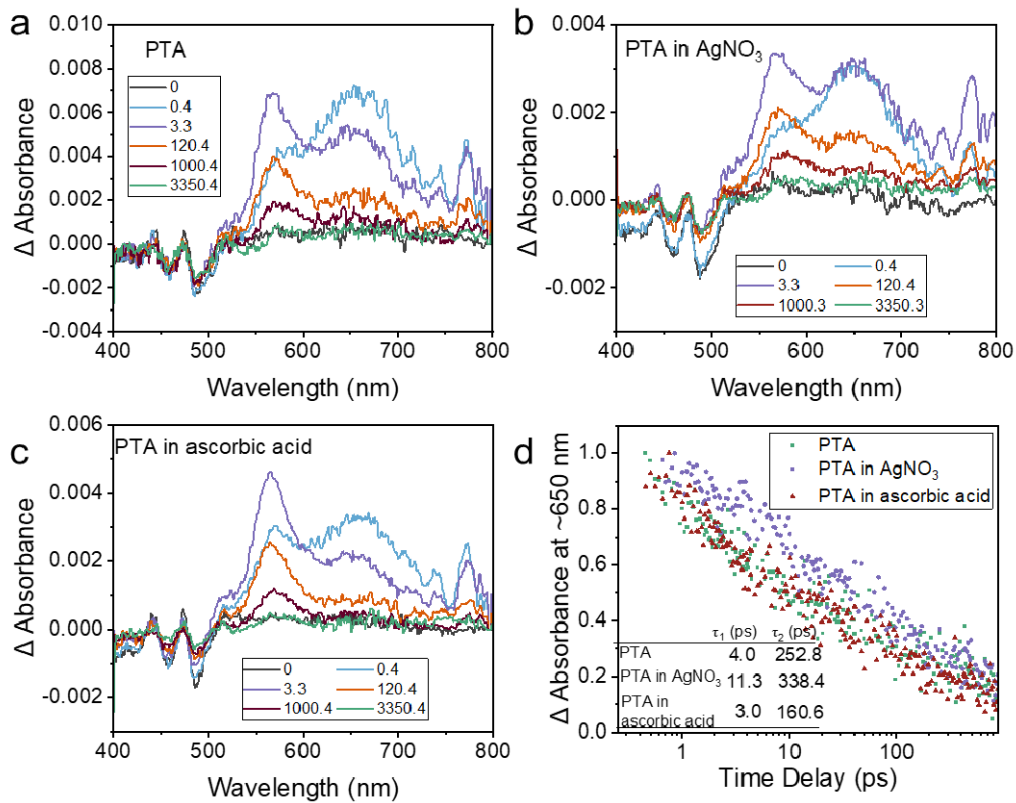 a
PTA
0
0.4
3.3
120.4
1000.4
3350.4
0.010
0.008
0.006
0.004
0.002
0.000
-0.002
-0.004
400
500
600
700
800
Δ Absorbance
Wavelength (nm)
b
PTA in AgNO₃
0.004
0.002
0.000
-0.002
0 0.4
3.3 120.4
1000.3 3350.3
400
500
600
700
800
Δ Absorbance
Wavelength (nm)
c
PTA in ascorbic acid
0.006
0.004
0.002
0.000
-0.002
0 0.4
3.3 120.4
1000.4 3350.4
400
500
600
700
800
Δ Absorbance
Wavelength (nm)
d
PTA
PTA in AgNO₃
PTA in ascorbic acid
1.0
0.8
0.6
0.4
0.2
0.0
τ₁ (ps) τ₂ (ps)
PTA 4.0 252.8
PTA in AgNO₃ 11.3 338.4
PTA in
ascorbic acid 3.0 160.6
1
10
100
Δ Absorbance at ~650 nm
Time Delay (ps)